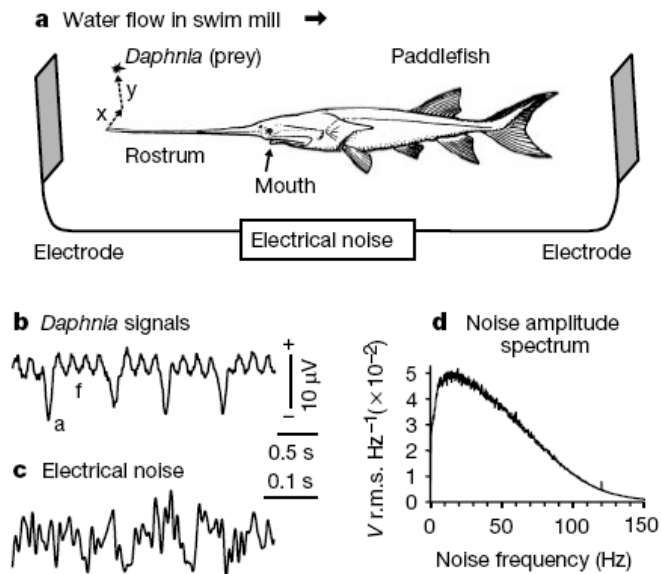 a Water flow in swim mill →
Daphnia (prey)
Paddlefish
y
x
Rostrum
Mouth
Electrical noise
Electrode
Electrode
b Daphnia signals
+
10 μV
−
f
a
0.5 s
0.1 s
c Electrical noise
d Noise amplitude
spectrum
V r.m.s. Hz⁻¹ (× 10⁻²)
5
4
3
2
1
0
0 50 100 150
Noise frequency (Hz)